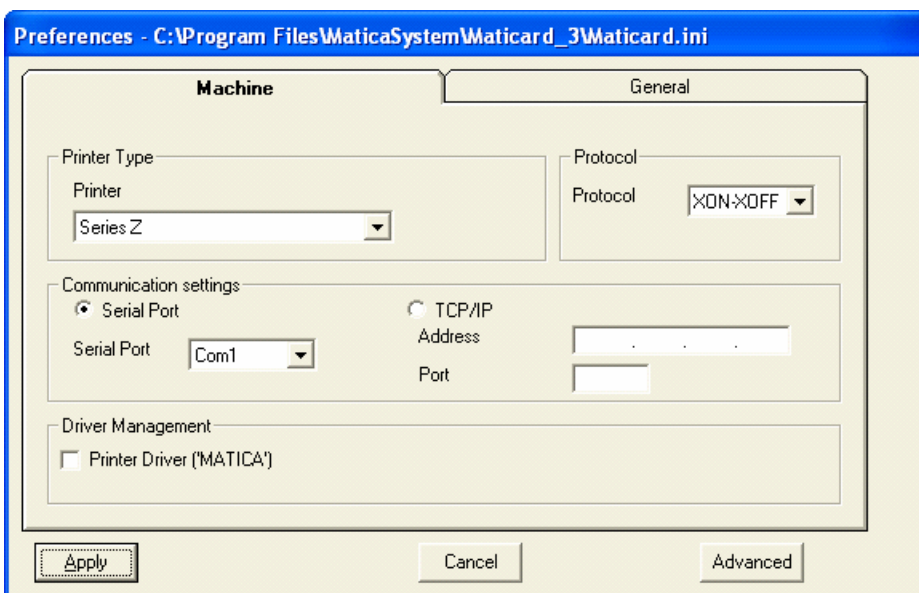 Preferences - C:\Program Files\MaticaSystem\Maticard_3\Maticard.ini
Machine General
Printer Type Protocol
Printer Protocol XON-XOFF
Series Z
Communication settings
Serial Port TCP/IP
Serial Port Com1 Address . . .
Port
Driver Management
Printer Driver ('MATICA')
Apply Cancel Advanced